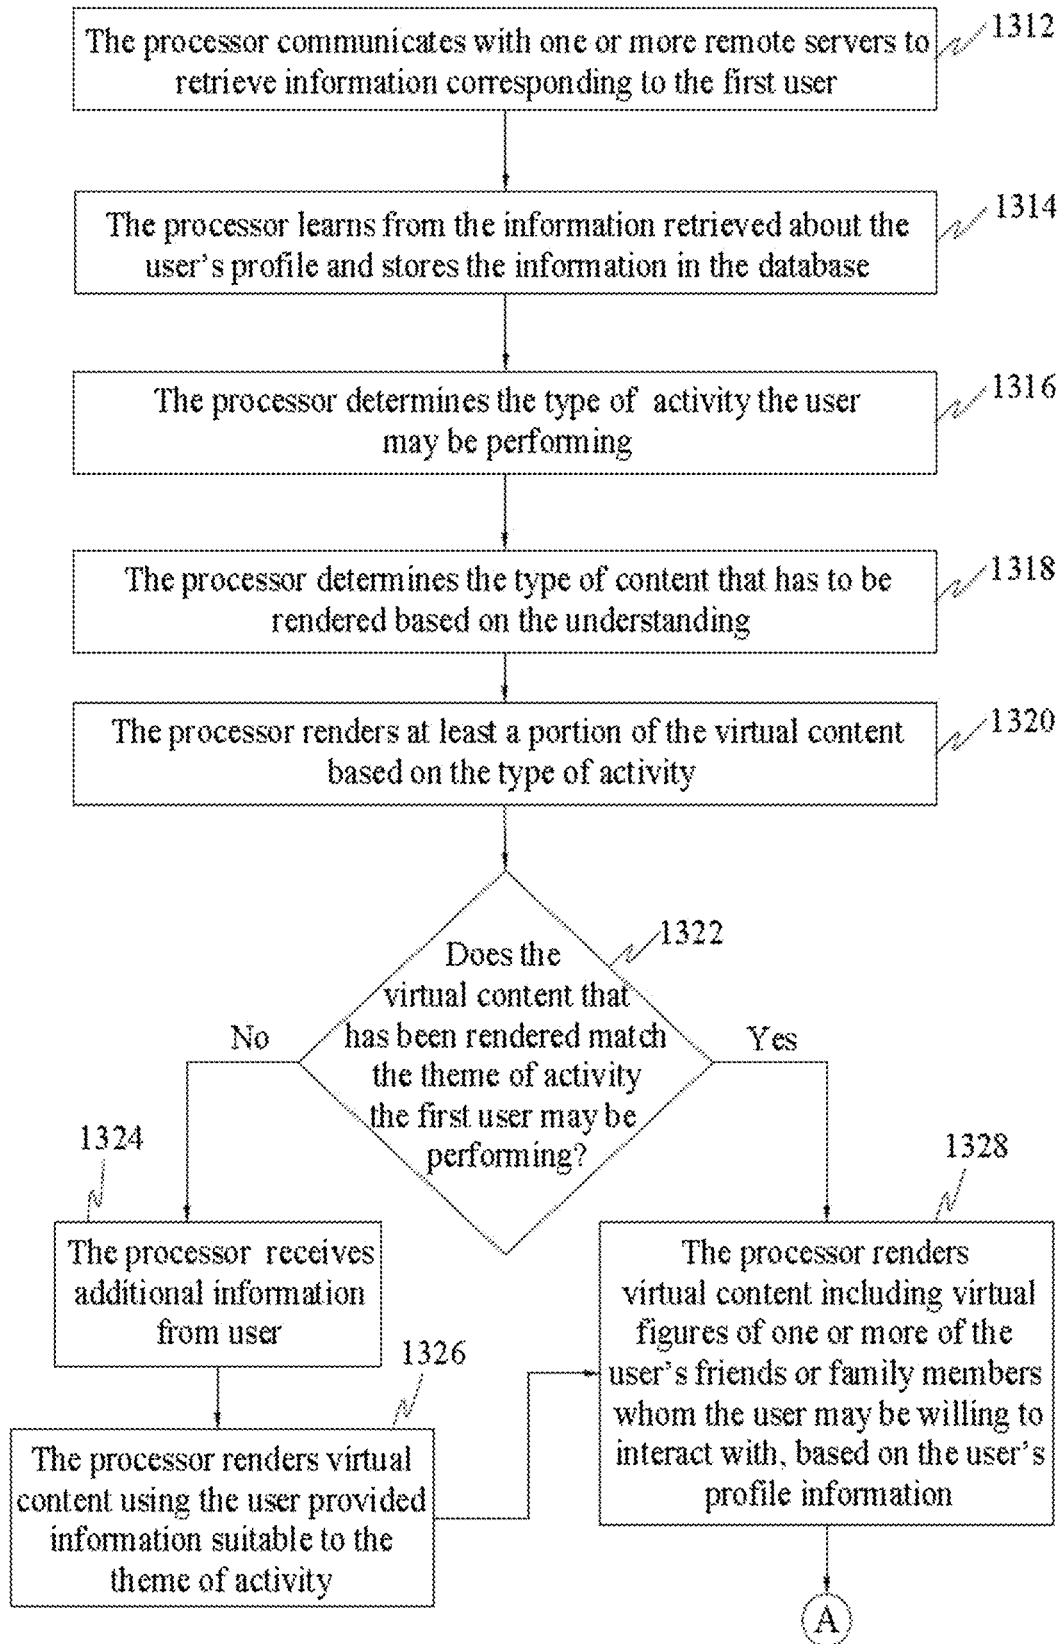 1312
The processor communicates with one or more remote servers to
retrieve information corresponding to the first user
1314
The processor learns from the information retrieved about the
user's profile and stores the information in the database
1316
The processor determines the type of activity the user
may be performing
1318
The processor determines the type of content that has to be
rendered based on the understanding
1320
The processor renders at least a portion of the virtual content
based on the type of activity
1322
Does the
virtual content that
has been rendered match
the theme of activity
the first user may be
performing?
No
Yes
1324
The processor receives
additional information
from user
1326
The processor renders virtual
content using the user provided
information suitable to the
theme of activity
1328
The processor renders
virtual content including virtual
figures of one or more of the
user's friends or family members
whom the user may be willing to
interact with, based on the user's
profile information
A